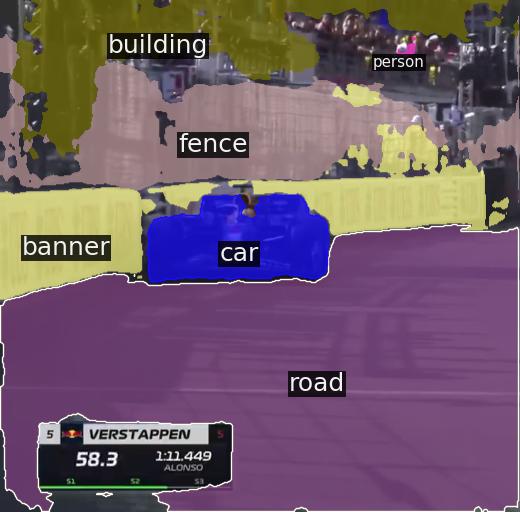 building
person
fence
banner
car
road
5 VERSTAPPEN 5
58.3 1:11.449
ALONSO
S1 S2 S3